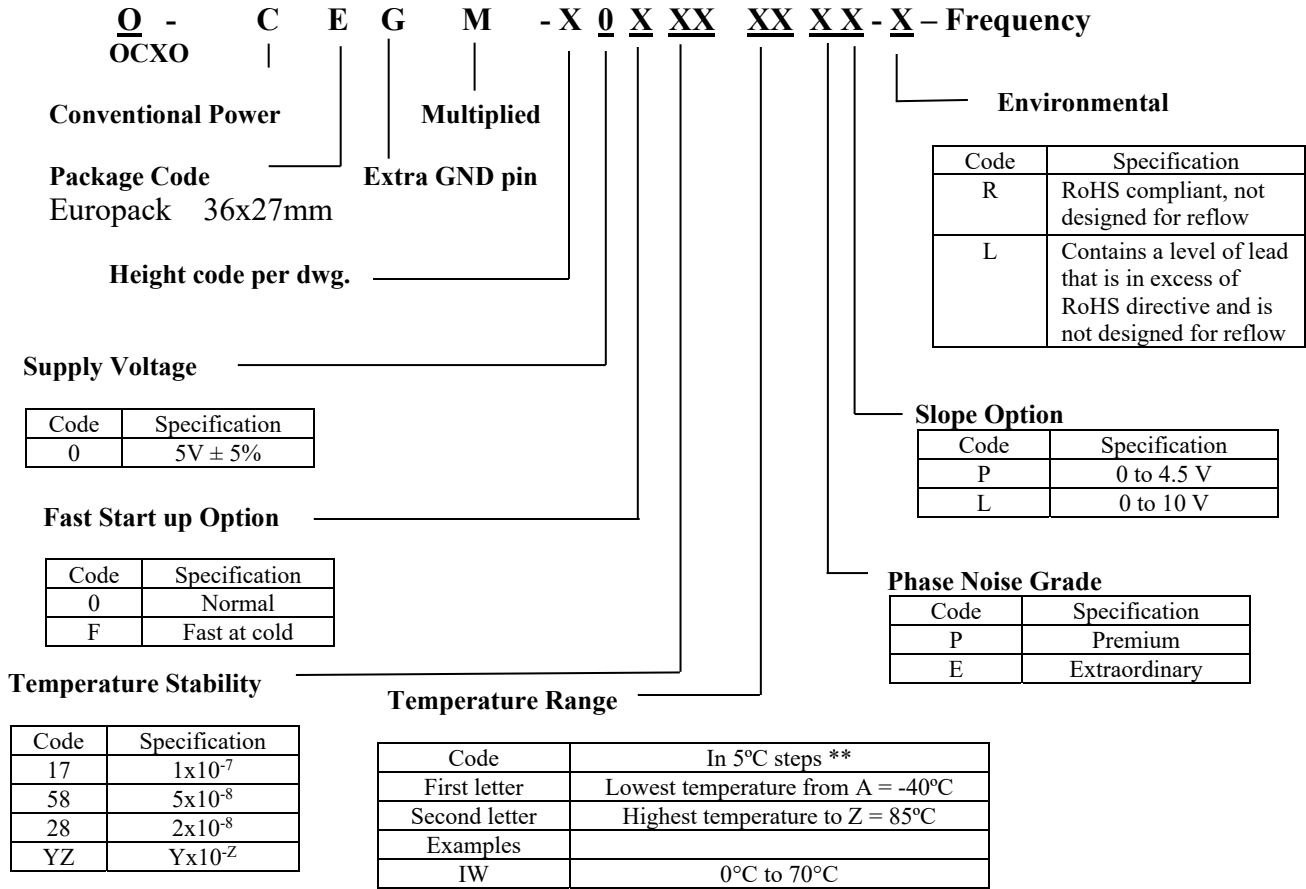 O - C E G M - X 0 X XX XX X X - X – Frequency
OCXO
Conventional Power
Multiplied
Environmental
Package Code
Extra GND pin
Europack 36x27mm
Code Specification
R RoHS compliant, not
designed for reflow
L Contains a level of lead
that is in excess of
RoHS directive and is
not designed for reflow
Height code per dwg.
Supply Voltage
Code Specification
0 5V ± 5%
Slope Option
Code Specification
P 0 to 4.5 V
L 0 to 10 V
Fast Start up Option
Code Specification
0 Normal
F Fast at cold
Phase Noise Grade
Code Specification
P Premium
E Extraordinary
Temperature Stability
Code Specification
17 1x10⁻⁷
58 5x10⁻⁸
28 2x10⁻⁸
YZ Yx10⁻ᶻ
Temperature Range
Code In 5ºC steps **
First letter Lowest temperature from A = -40ºC
Second letter Highest temperature to Z = 85ºC
Examples
IW 0°C to 70°C